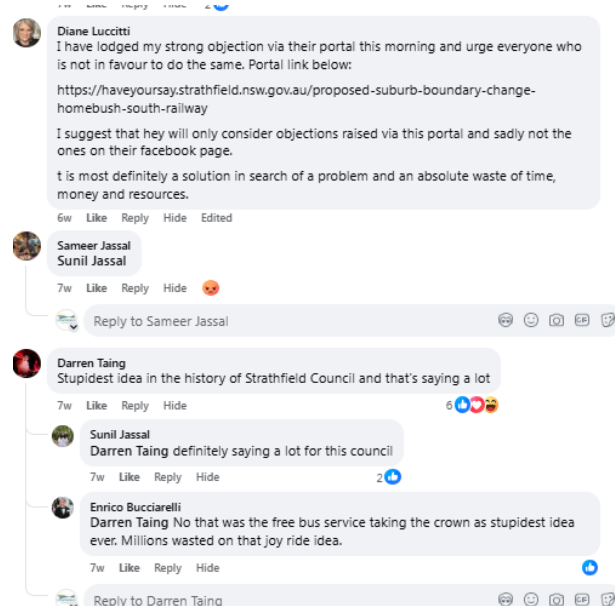 7w Like Reply Hide 2
Diane Luccitti
I have lodged my strong objection via their portal this morning and urge everyone who
is not in favour to do the same. Portal link below:
https://haveyoursay.strathfield.nsw.gov.au/proposed-suburb-boundary-change-
homebush-south-railway
I suggest that hey will only consider objections raised via this portal and sadly not the
ones on their facebook page.
t is most definitely a solution in search of a problem and an absolute waste of time,
money and resources.
6w Like Reply Hide Edited
Sameer Jassal
Sunil Jassal
7w Like Reply Hide
Reply to Sameer Jassal
GIF
Darren Taing
Stupidest idea in the history of Strathfield Council and that's saying a lot
7w Like Reply Hide 6
Sunil Jassal
Darren Taing definitely saying a lot for this council
7w Like Reply Hide 2
Enrico Bucciarelli
Darren Taing No that was the free bus service taking the crown as stupidest idea
ever. Millions wasted on that joy ride idea.
7w Like Reply Hide
Reply to Darren Taing
GIF